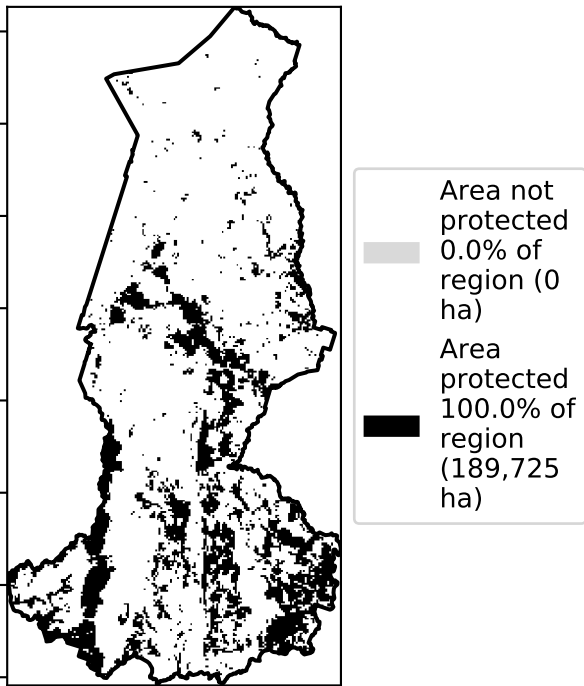 Area not
protected
0.0% of
region (0
ha)
Area
protected
100.0% of
region
(189,725
ha)